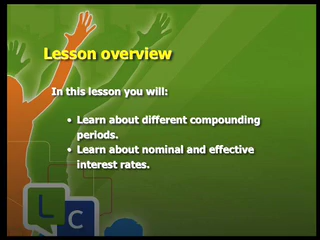 Lesson overview
In this lesson you will:
• Learn about different compounding
periods.
• Learn about nominal and effective
interest rates.
L C